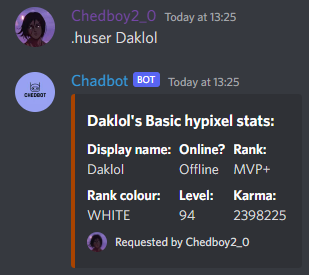 Chedboy2_0 Today at 13:25
.huser Daklol
CHEDBOT
Chadbot BOT Today at 13:25
Daklol's Basic hypixel stats:
Display name: Online? Rank:
Daklol Offline MVP+
Rank colour: Level: Karma:
WHITE 94 2398225
Requested by Chedboy2_0